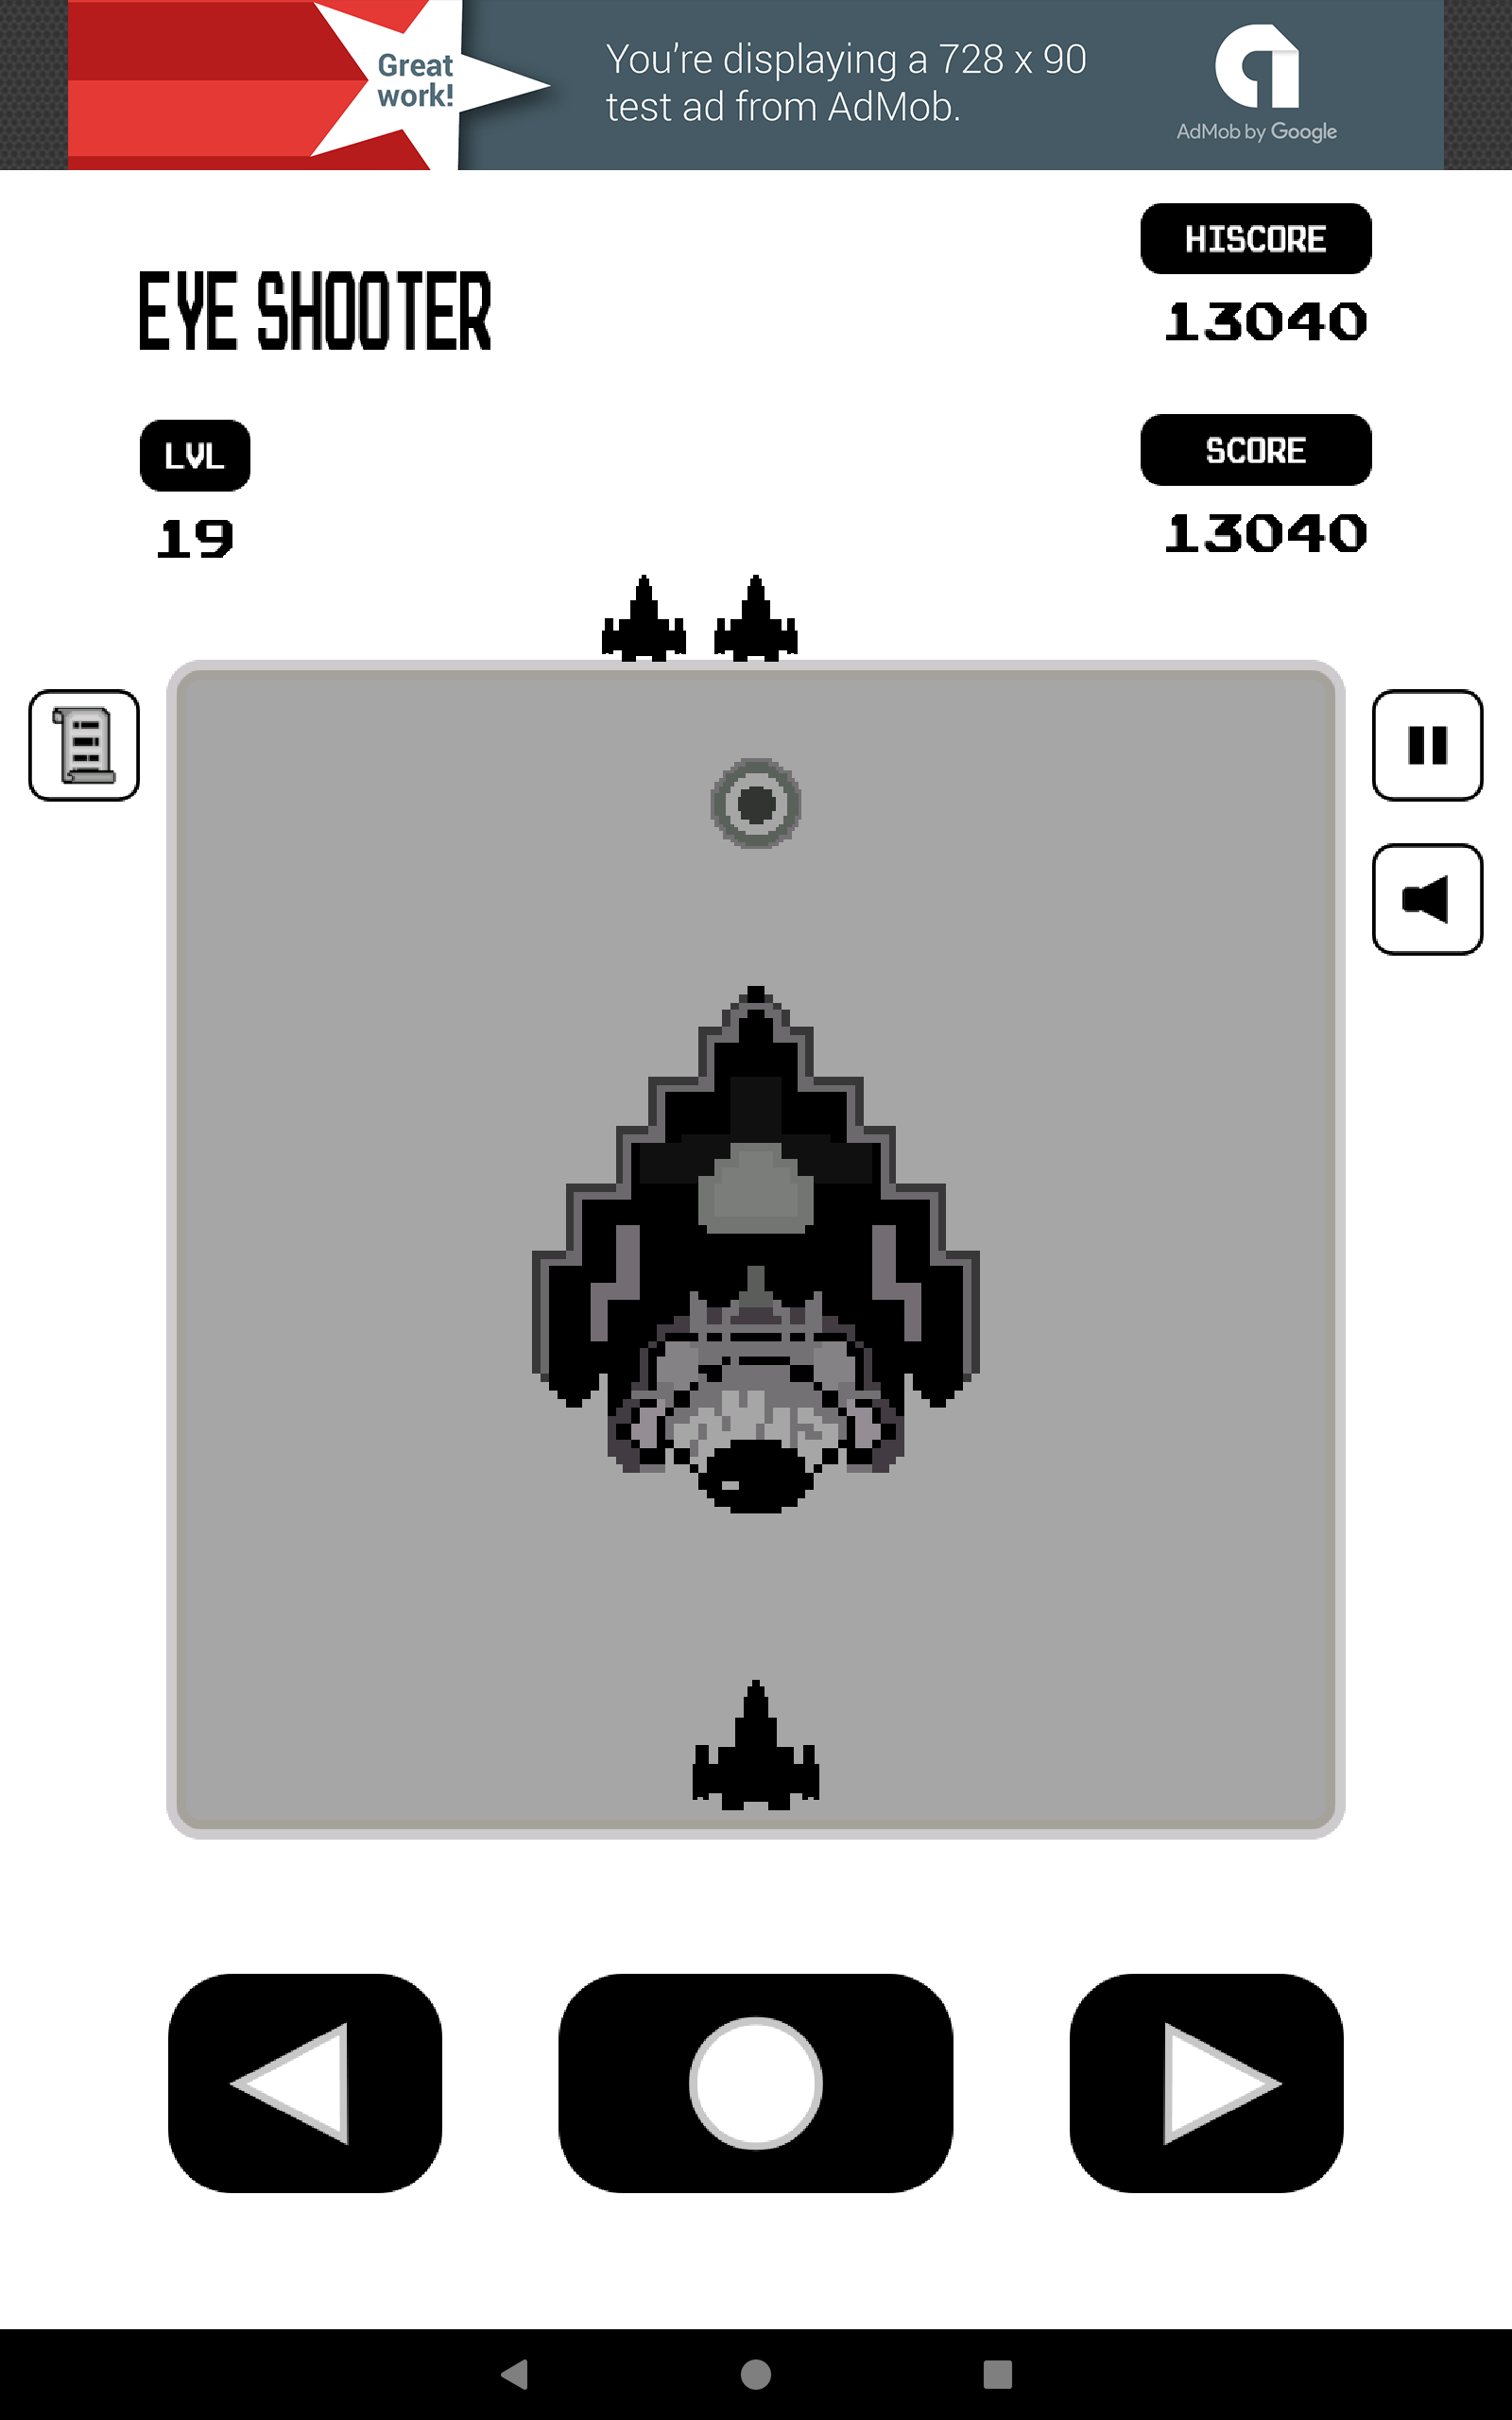 Great
work!
You're displaying a 728 x 90
test ad from AdMob.
AdMob by Google
HISCORE
13040
EYE SHOOTER
LVL
19
SCORE
13040